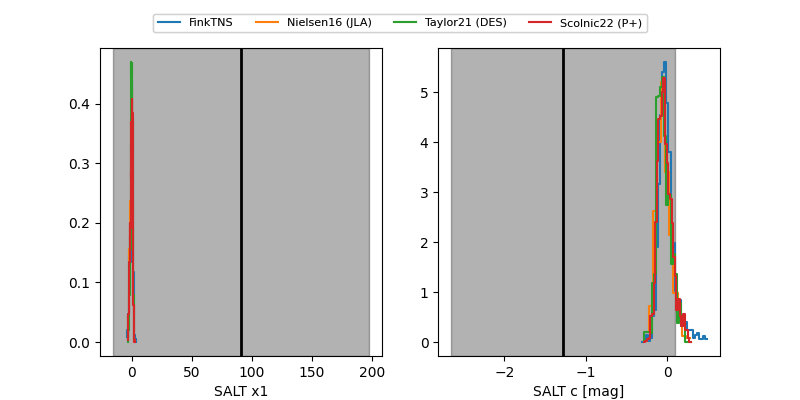 FinkTNS Nielsen16 (JLA) Taylor21 (DES) Scolnic22 (P+)
0.4
0.3
0.2
0.1
0.0
0 50 100 150 200
SALT x1
5
4
3
2
1
0
−2 −1 0
SALT c [mag]